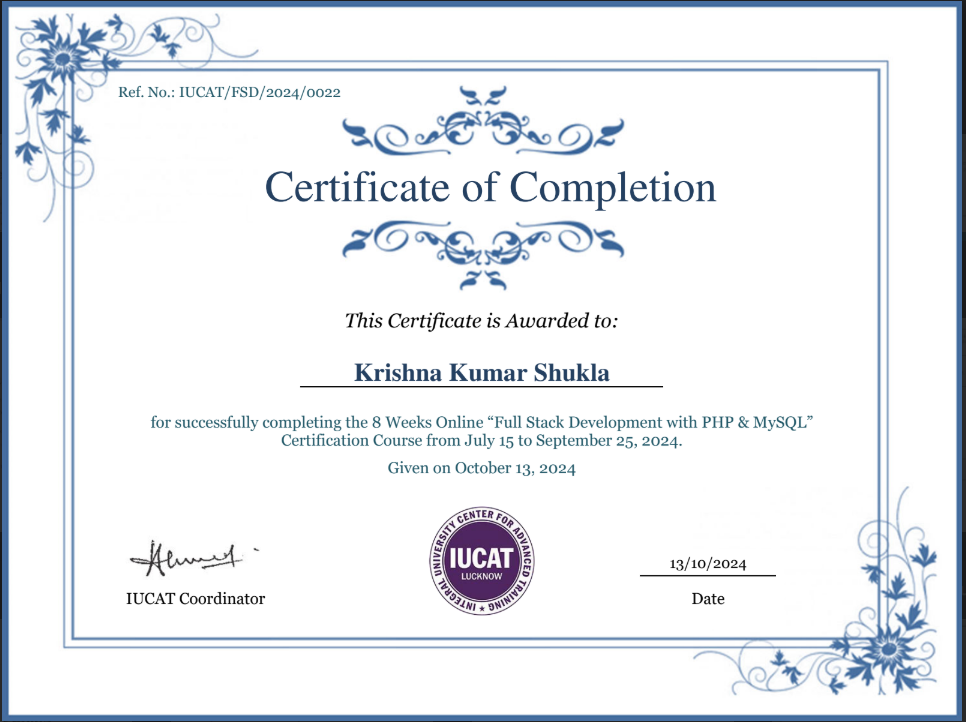 Ref. No.: IUCAT/FSD/2024/0022
Certificate of Completion
This Certificate is Awarded to:
Krishna Kumar Shukla
for successfully completing the 8 Weeks Online “Full Stack Development with PHP & MySQL”
Certification Course from July 15 to September 25, 2024.
Given on October 13, 2024
INTEGRAL UNIVERSITY CENTER FOR ADVANCED TRAINING
IUCAT
LUCKNOW
13/10/2024
IUCAT Coordinator
Date